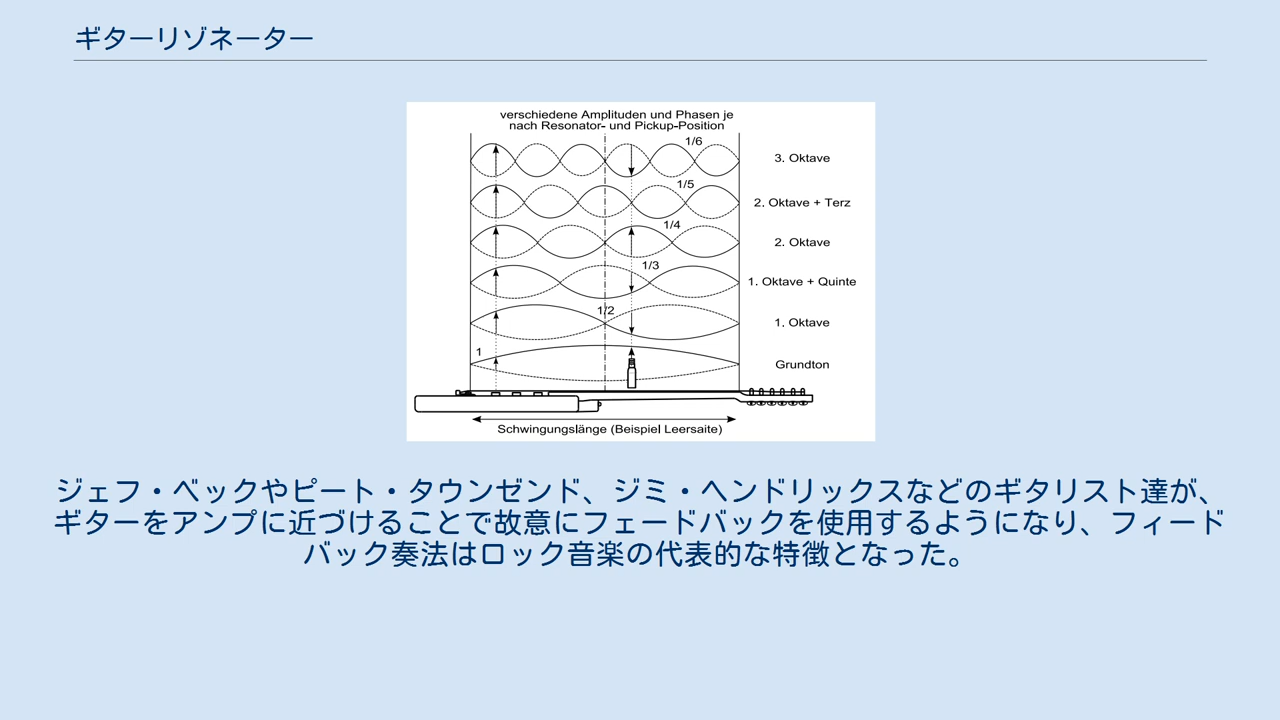 ギターリゾネーター
verschiedene Amplituden und Phasen je
nach Resonator- und Pickup-Position
1/6
3. Oktave
1/5
2. Oktave + Terz
1/4
2. Oktave
1/3
1. Oktave + Quinte
1/2
1. Oktave
1
Grundton
Schwingungslänge (Beispiel Leersaite)
ジェフ・ベックやピート・タウンゼンド、ジミ・ヘンドリックスなどのギタリスト達が、
ギターをアンプに近づけることで故意にフェードバックを使用するようになり、フィード
バック奏法はロック音楽の代表的な特徴となった。